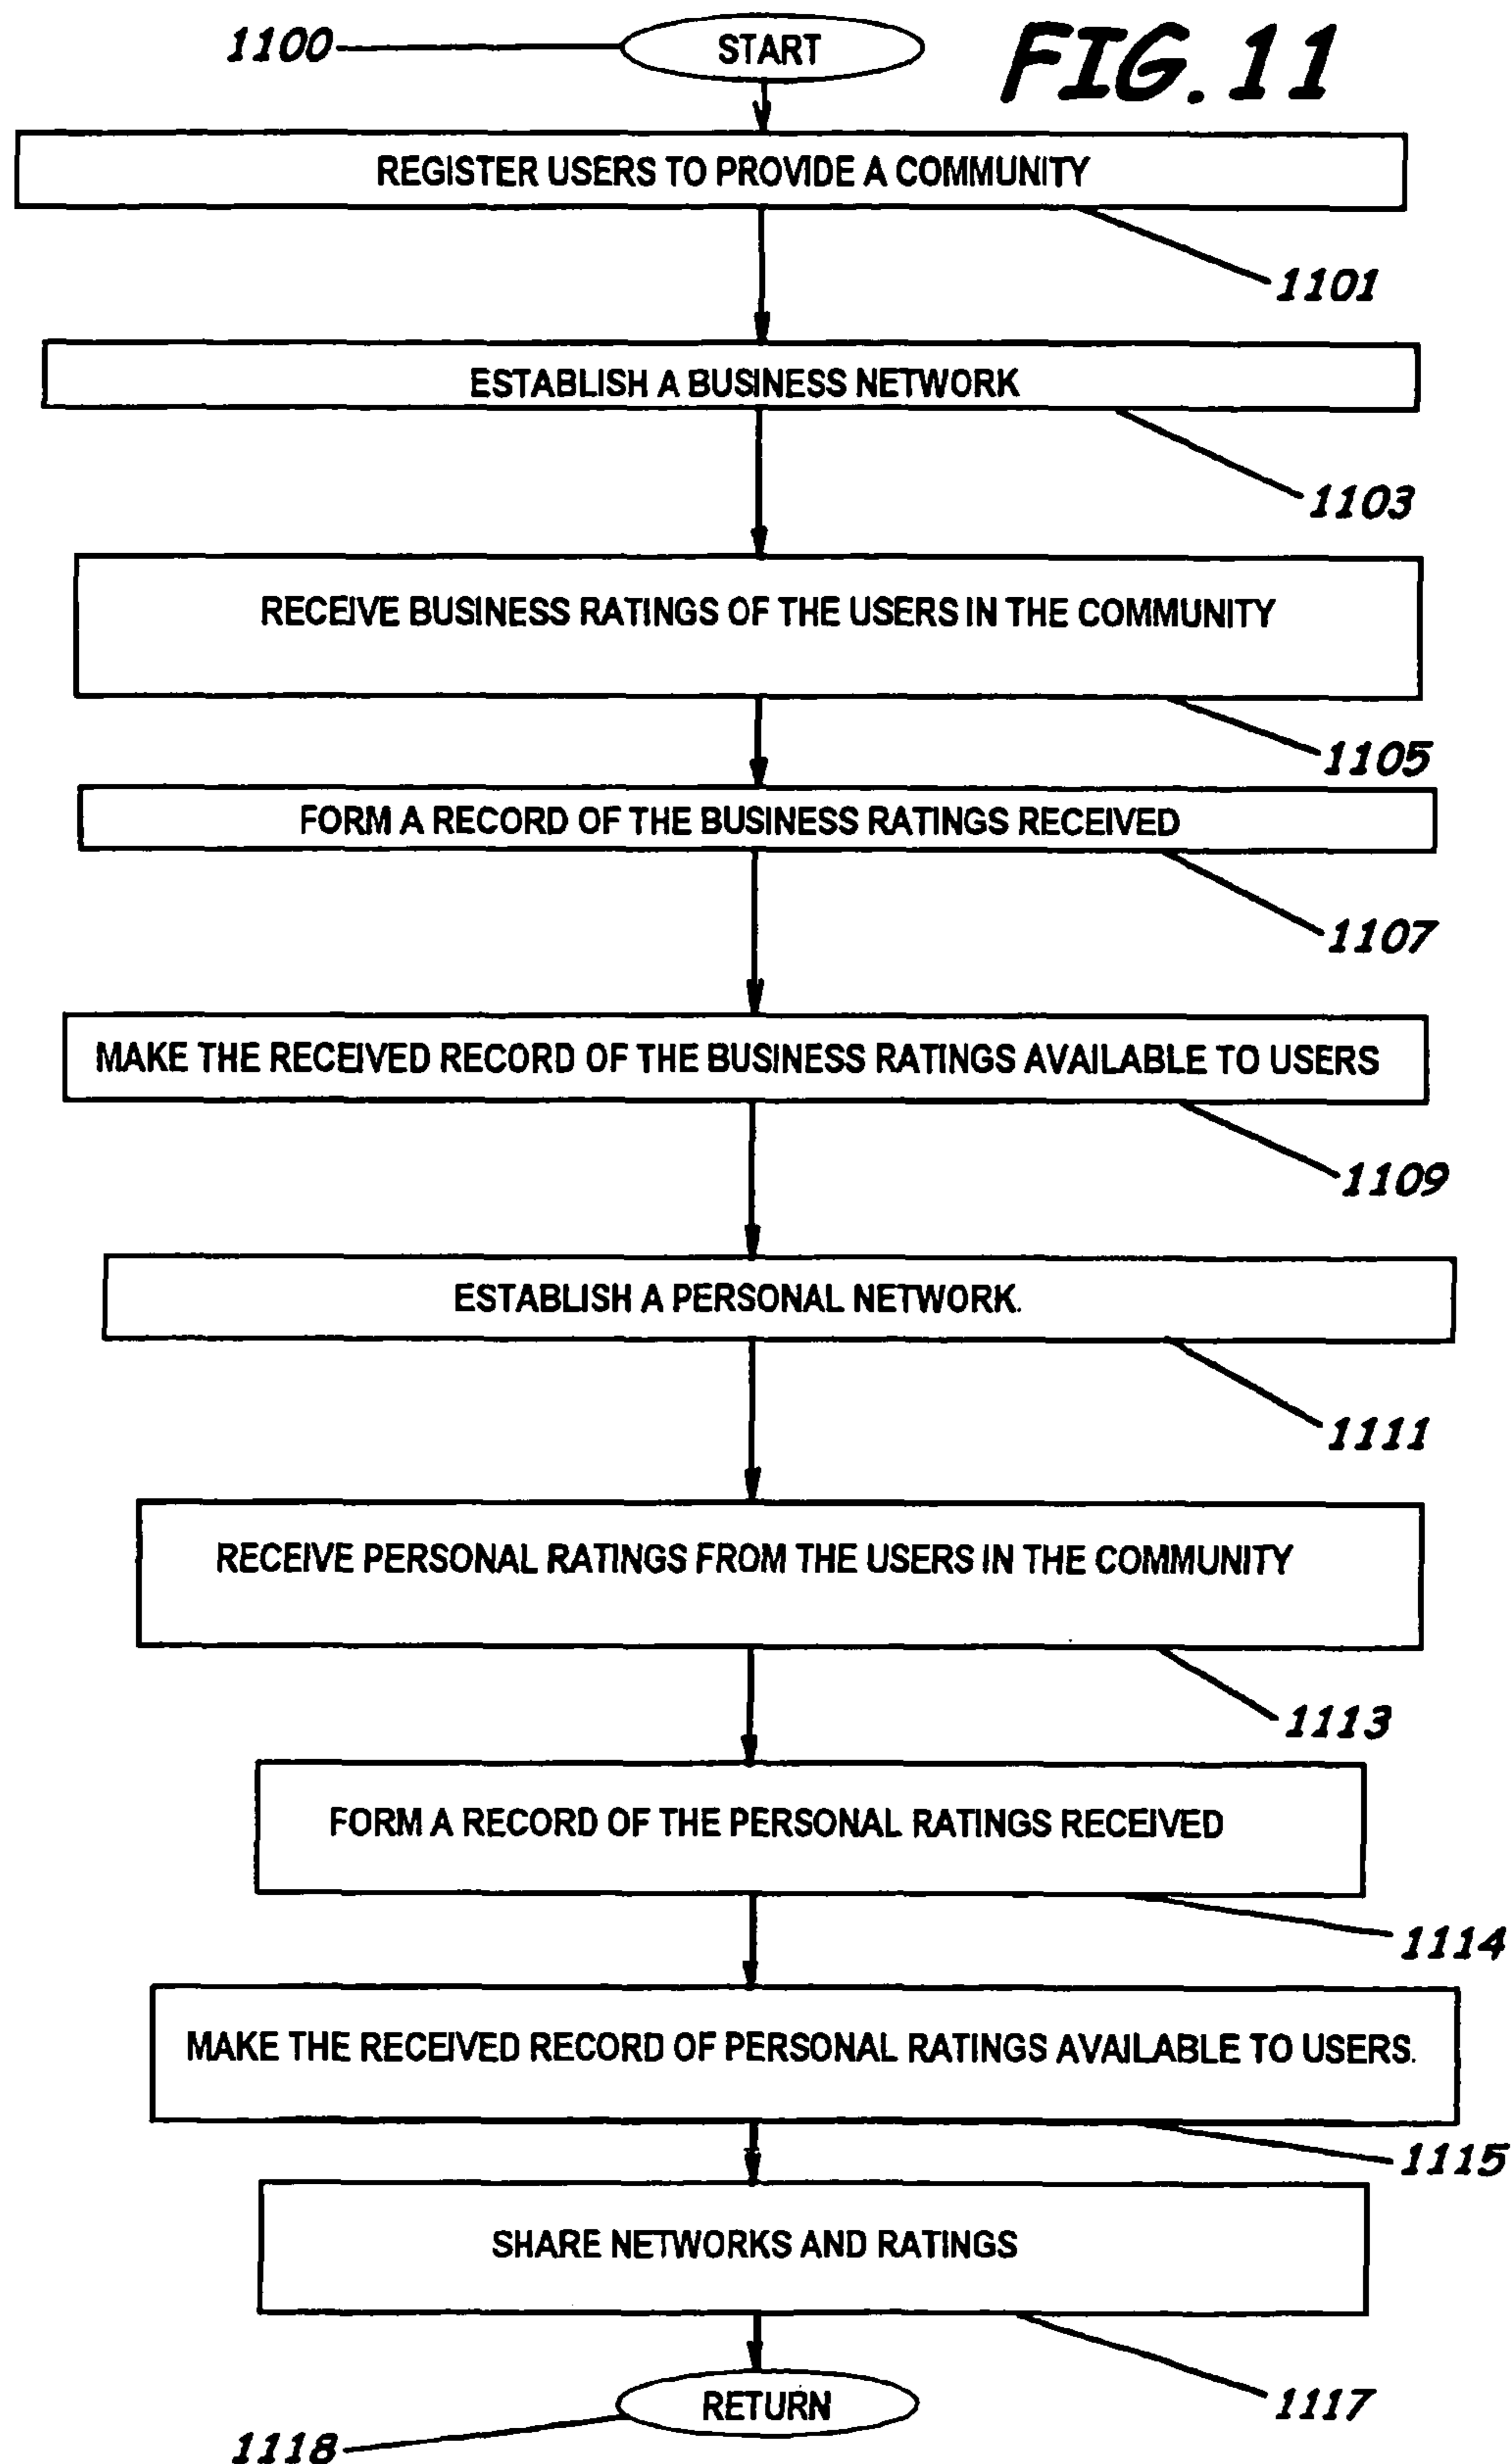 1100
START
FIG. 11
REGISTER USERS TO PROVIDE A COMMUNITY
1101
ESTABLISH A BUSINESS NETWORK
1103
RECEIVE BUSINESS RATINGS OF THE USERS IN THE COMMUNITY
1105
FORM A RECORD OF THE BUSINESS RATINGS RECEIVED
1107
MAKE THE RECEIVED RECORD OF THE BUSINESS RATINGS AVAILABLE TO USERS
1109
ESTABLISH A PERSONAL NETWORK.
1111
RECEIVE PERSONAL RATINGS FROM THE USERS IN THE COMMUNITY
1113
FORM A RECORD OF THE PERSONAL RATINGS RECEIVED
1114
MAKE THE RECEIVED RECORD OF PERSONAL RATINGS AVAILABLE TO USERS.
1115
SHARE NETWORKS AND RATINGS
1117
RETURN
1118